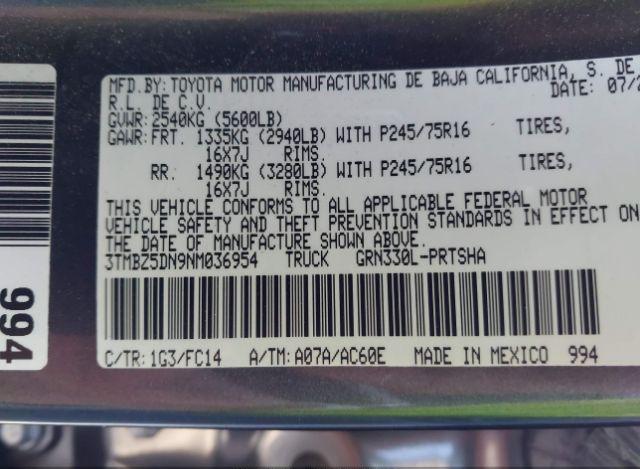 MFD.BY: TOYOTA MOTOR MANUFACTURING DE BAJA CALIFORNIA, S. DE
R.L. DE C.V. DATE: 07/2
GVWR: 2540KG (5600LB)
GAWR: FRT. 1335KG (2940LB) WITH P245/75R16 TIRES,
16X7J RIMS.
RR. 1490KG (3280LB) WITH P245/75R16 TIRES,
16X7J RIMS.
THIS VEHICLE CONFORMS TO ALL APPLICABLE FEDERAL MOTOR
VEHICLE SAFETY AND THEFT PREVENTION STANDARDS IN EFFECT ON
THE DATE OF MANUFACTURE SHOWN ABOVE.
3TMBZ5DN9NM036954 TRUCK GRN330L-PRTSHA
C/TR: 1G3/FC14 A/TM: A07A/AC60E MADE IN MEXICO 994
994